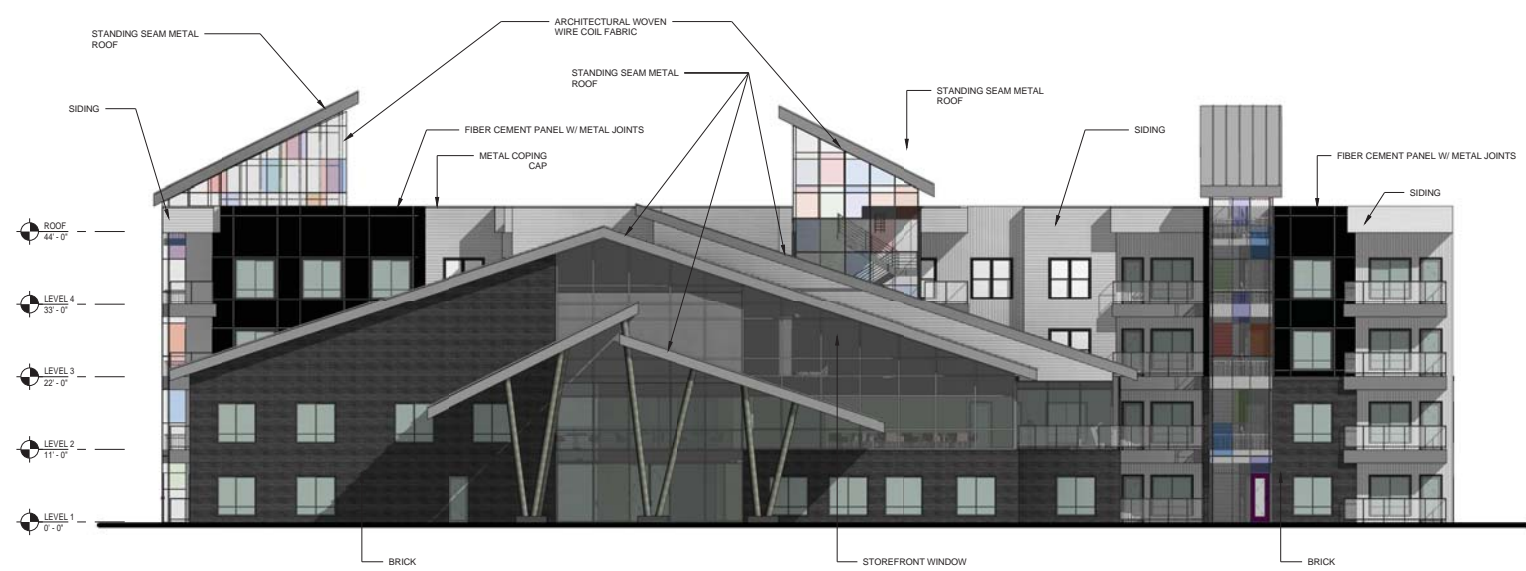 ARCHITECTURAL WOVEN
WIRE COIL FABRIC
STANDING SEAM METAL
ROOF
STANDING SEAM METAL
ROOF
STANDING SEAM METAL
ROOF
SIDING
FIBER CEMENT PANEL W/ METAL JOINTS
SIDING
METAL COPING
CAP
FIBER CEMENT PANEL W/ METAL JOINTS
SIDING
ROOF
44' - 0"
LEVEL 4
33' - 0"
LEVEL 3
22' - 0"
LEVEL 2
11' - 0"
LEVEL 1
0' - 0"
BRICK
STOREFRONT WINDOW
BRICK